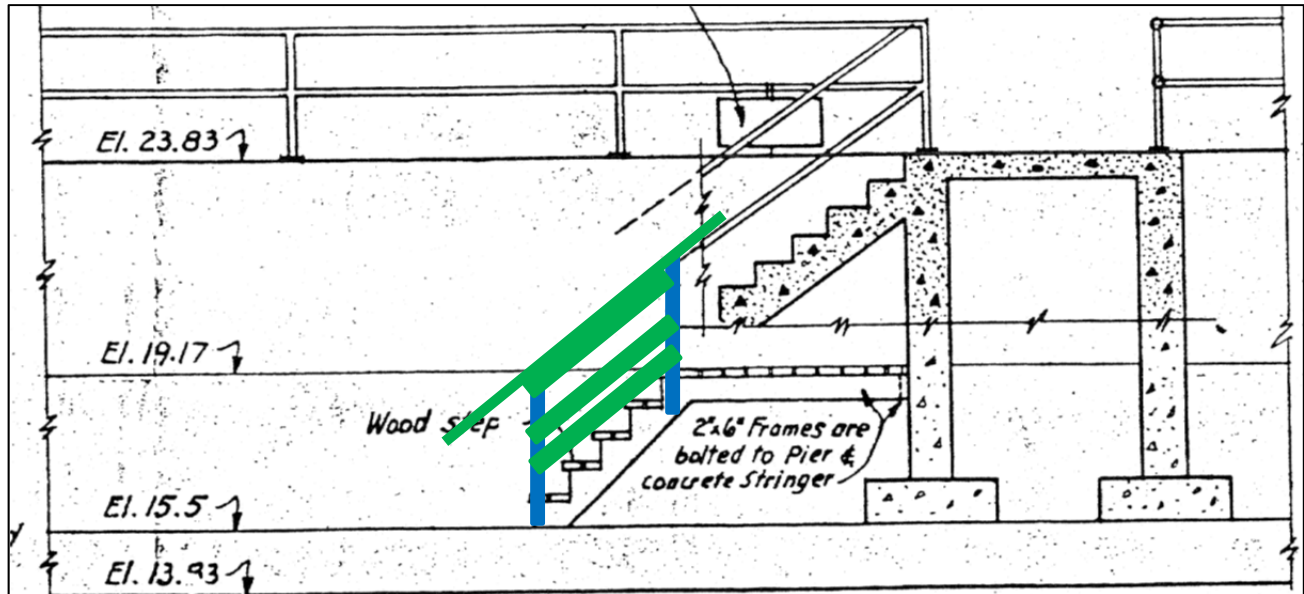 El. 23.83
El. 19.17
Wood step
2"x6" Frames are
bolted to Pier &
concrete Stringer
El. 15.5
El. 13.93